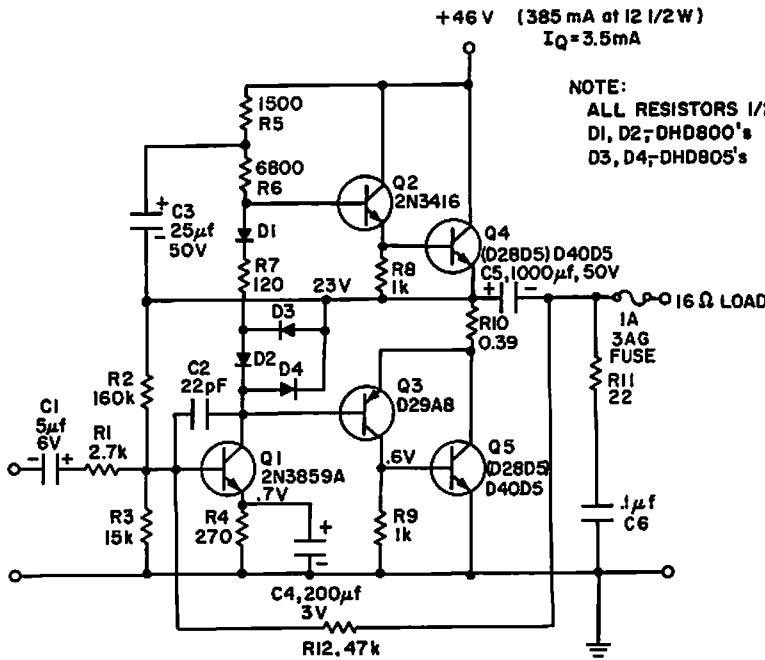 +46 V (385 mA at 12 1/2 W)
IQ=3.5mA
NOTE:
ALL RESISTORS 1/2
D1, D2,-DHD800's
D3, D4,-DHD805's
1500
R5
6800
R6
C3
25µf
50V
+
-
D1
R7
120
Q2
2N3416
Q4
(D28D5) D40D5
C5, 1000µf, 50V
+
-
R8
1k
23V
16 Ω LOAD
1A
3AG
FUSE
R10
0.39
D3
D2
D4
R2
160k
C2
22pF
Q3
D29A8
R11
22
C1
5µf
6V
-
+
R1
2.7k
Q1
2N3859A
.7V
.6V
Q5
(D28D5)
D40D5
R3
15k
R4
270
+
-
R9
1k
.1µf
C6
C4, 200µf
3V
R12, 47k